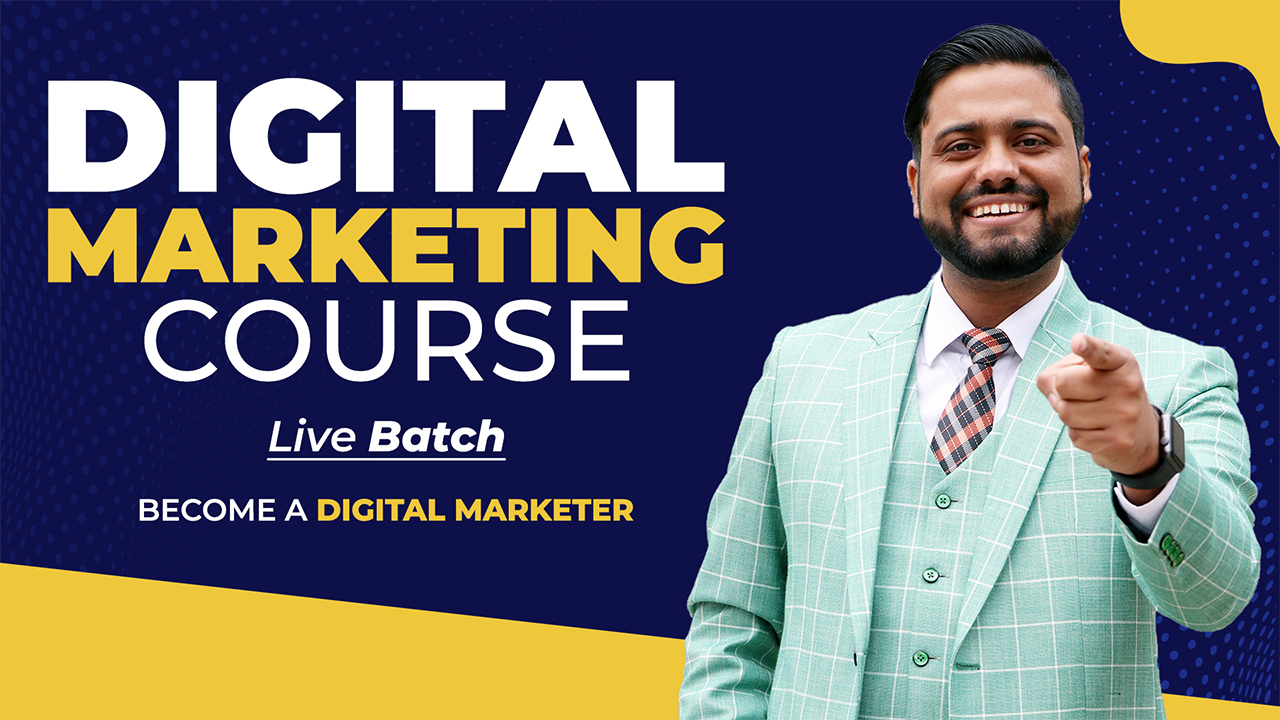 DIGITAL
MARKETING
COURSE
Live Batch
BECOME A DIGITAL MARKETER